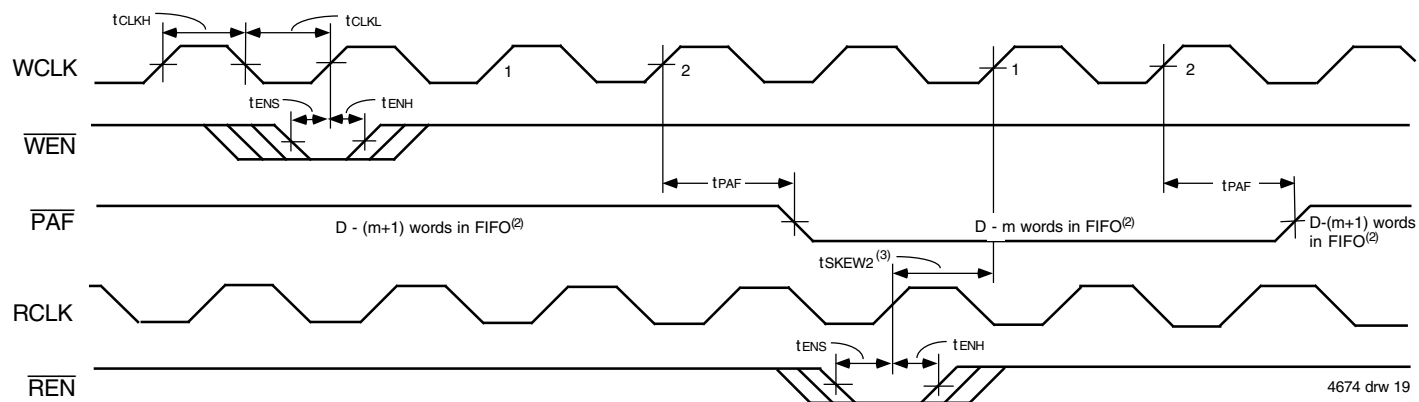 tCLKH tCLKL
WCLK 1 2 1 2
tENS tENH
WEN
tPAF tPAF
PAF
D - (m+1) words in FIFO(2) D - m words in FIFO(2) D-(m+1) words
in FIFO(2)
tSKEW2(3)
RCLK
tENS tENH
REN
4674 drw 19